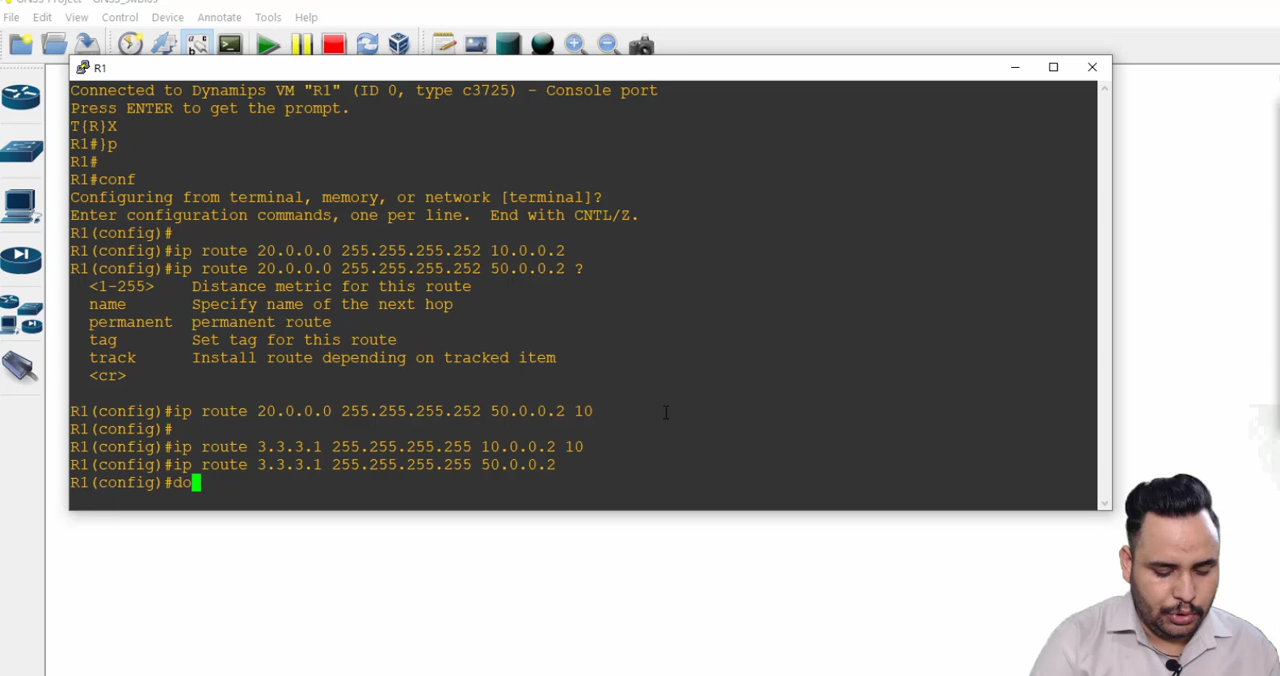 File Edit View Control Device Annotate Tools Help
R1
Connected to Dynamips VM "R1" (ID 0, type c3725) - Console port
Press ENTER to get the prompt.
T{R}X
R1#}p
R1#
R1#conf
Configuring from terminal, memory, or network [terminal]?
Enter configuration commands, one per line.  End with CNTL/Z.
R1(config)#
R1(config)#ip route 20.0.0.0 255.255.255.252 10.0.0.2
R1(config)#ip route 20.0.0.0 255.255.255.252 50.0.0.2 ?
<1-255> Distance metric for this route
name Specify name of the next hop
permanent permanent route
tag Set tag for this route
track Install route depending on tracked item
<cr>
R1(config)#ip route 20.0.0.0 255.255.255.252 50.0.0.2 10
R1(config)#
R1(config)#ip route 3.3.3.1 255.255.255.255 10.0.0.2 10
R1(config)#ip route 3.3.3.1 255.255.255.255 50.0.0.2
R1(config)#do